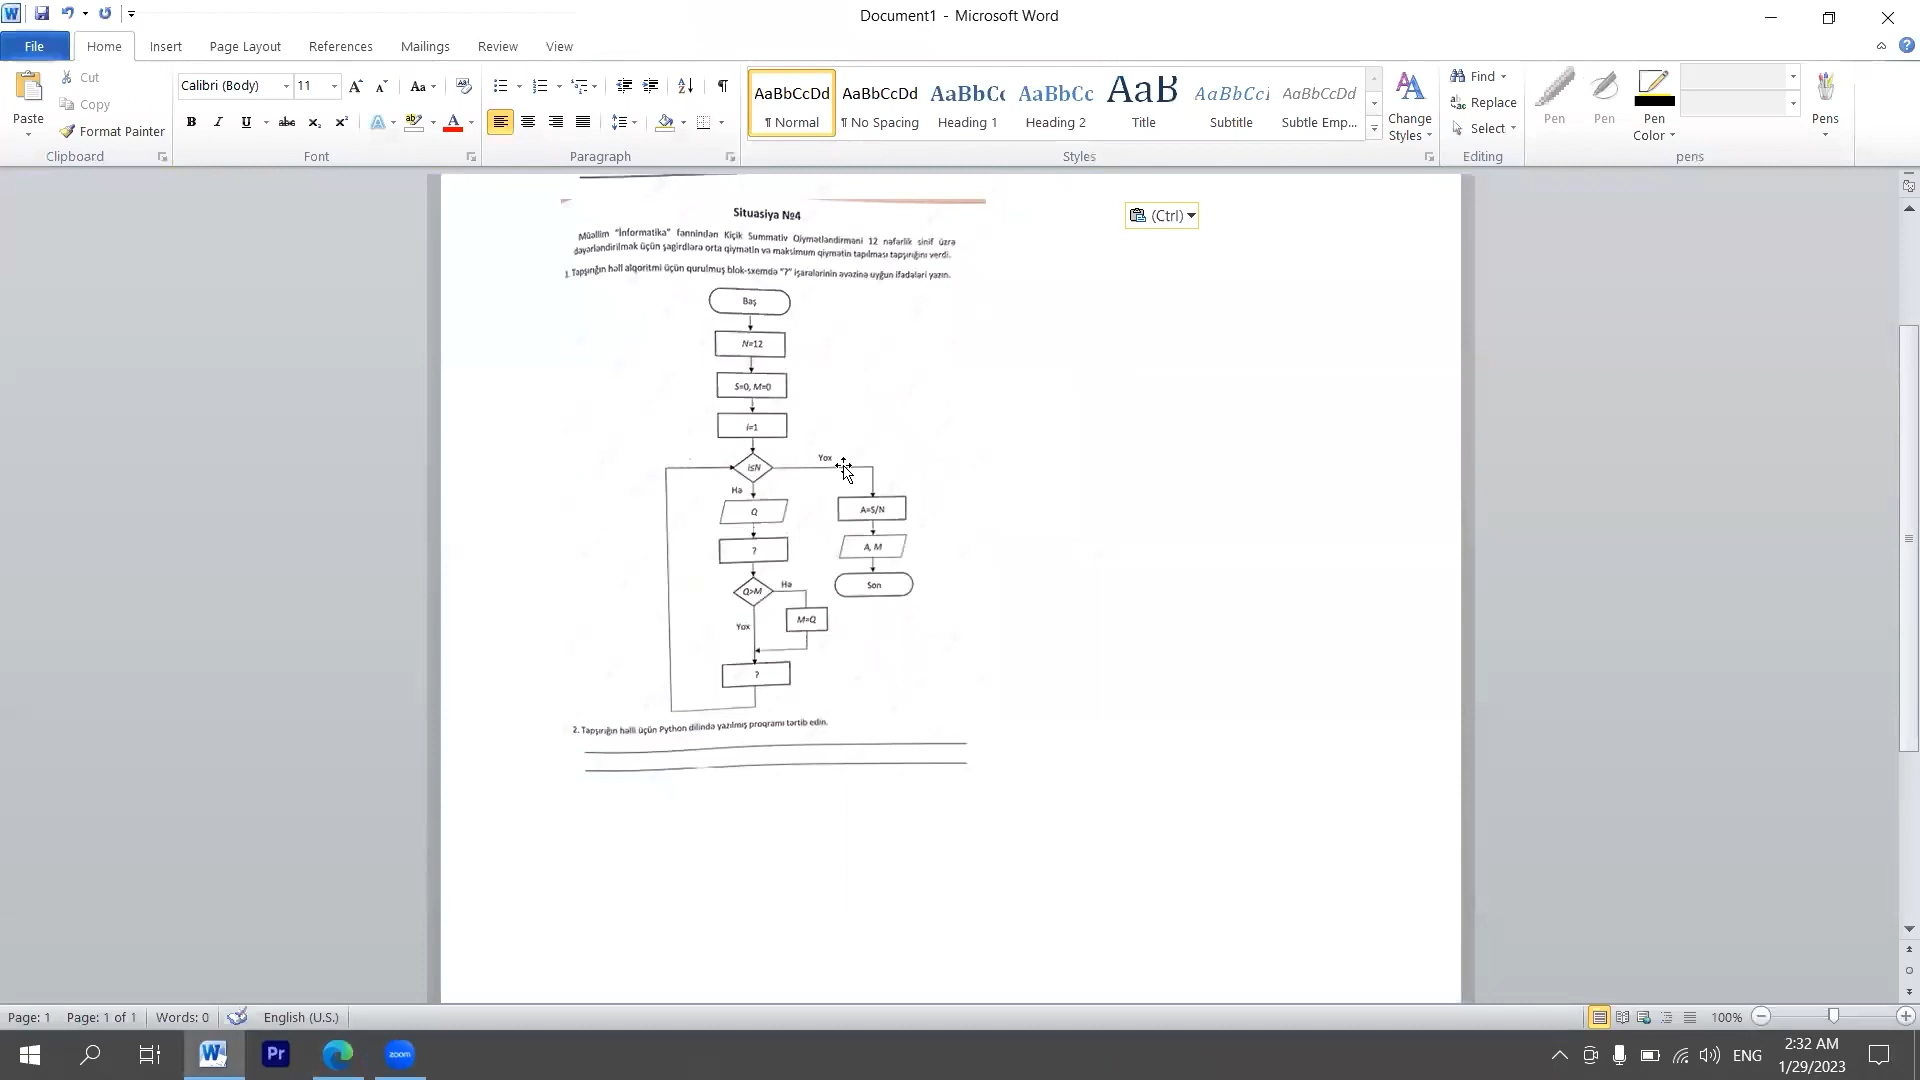 Document1 - Microsoft Word
File Home Insert Page Layout References Mailings Review View
Paste
Cut
Copy
Format Painter
Clipboard
Calibri (Body) 11
Font
Paragraph
AaBbCcDd AaBbCcDd AaBbCc AaBbCc AaB AaBbCcI AaBbCcDd
¶ Normal ¶ No Spacing Heading 1 Heading 2 Title Subtitle Subtle Emp...
Styles
Change Styles
Find
Replace
Select
Editing
Pen Pen Pen Color Pens
pens
(Ctrl)
Situasiya №4
Müəllim "İnformatika" fənnindən Kiçik Summativ Qiymətləndirməni 12 nəfərlik sinif üzrə
dəyərləndirilmək üçün şagirdlərə orta qiymətin və maksimum qiymətin tapılması tapşırığını verdi.
1. Tapşırığın həll alqoritmi üçün qurulmuş blok-sxemdə "?" işarələrinin əvəzinə uyğun ifadələri yazın.
Baş
N=12
S=0, M=0
i=1
i≤N
Yox
Hə
Q
A=S/N
?
A, M
Q>M
Hə
Son
M=Q
Yox
?
2. Tapşırığın həlli üçün Python dilində yazılmış proqramı tərtib edin.
Page: 1 Page: 1 of 1 Words: 0 English (U.S.) 100%
W Pr zoom
ENG
2:32 AM
1/29/2023